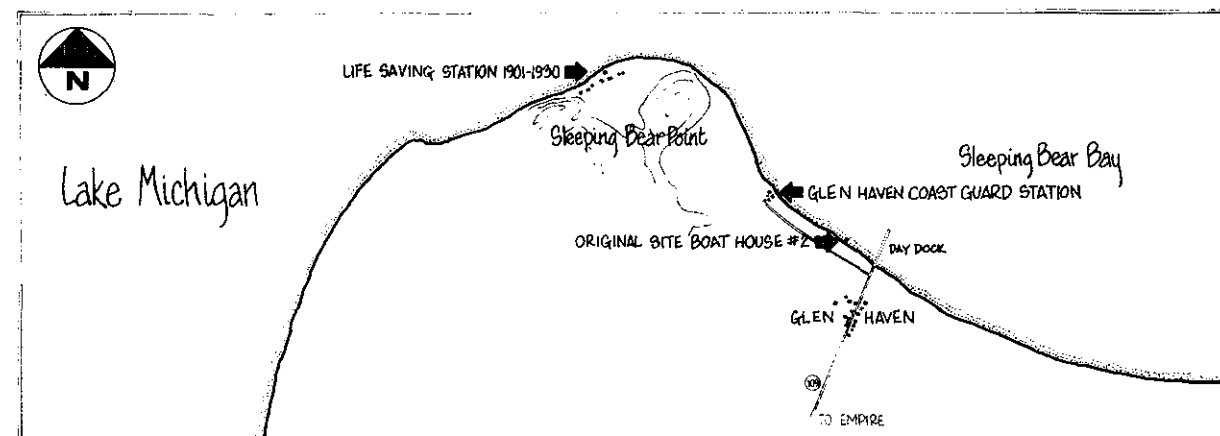 N
LIFE SAVING STATION 1901-1930
Sleeping Bear Point
Lake Michigan
Sleeping Bear Bay
GLEN HAVEN COAST GUARD STATION
ORIGINAL SITE BOAT HOUSE #2
DAY DOCK
GLEN HAVEN
109
TO EMPIRE